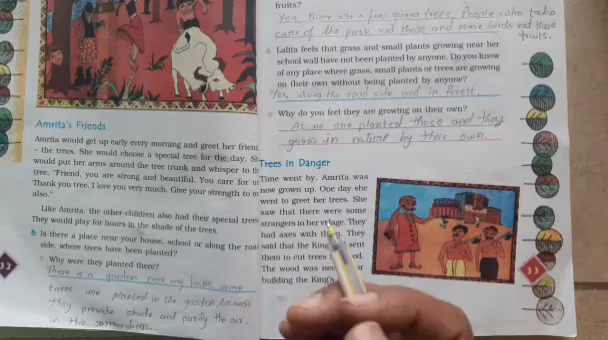 Amrita's Friends
Amrita would get up early every morning and greet her
– the trees. She would choose a special tree for the day.
would put her arms around the tree trunk and whisper to
tree, "Friend, you are strong and beautiful. You care for
Thank you tree. I love you very much. Give your strength to
also."
Like Amrita, the other children also had their special trees
They would play for hours in the shade of the trees.
Is there a place near your house, school or along the road
side, where trees have been planted?
Why were they planted there?
There is a garden near my house some
trees are planted in the garden, Because
they provide shade and purify the air.
in the surroundings.
32
fruits?
Yes, there are a few guava trees, People who take
care of the park and those and some birds eat these
fruits.
Lalita feels that grass and small plants growing near her
school wall have not been planted by anyone. Do you know
of any place where grass, small plants or trees are growing
on their own without being planted by anyone?
Yes, along the road side and in forest.
Why do you feel they are growing on their own?
As no one planted those and they
grows in nature by their own.
Trees in Danger
Time went by. Amrita was
now grown up. One day she
went to greet her trees. She
saw that there were some
strangers in her village. They
had axes with them. They
said that the King sent
them to cut trees
The wood was
building the King's
33